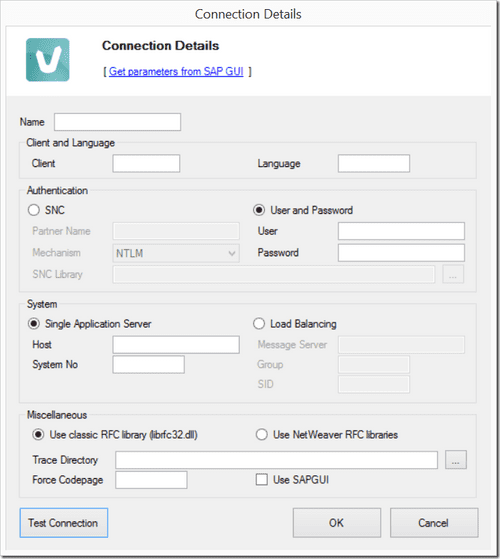 Connection Details
Connection Details
[ Get parameters from SAP GUI ]
Name
Client and Language
Client Language
Authentication
SNC User and Password
Partner Name User
Mechanism NTLM Password
SNC Library ...
System
Single Application Server Load Balancing
Host Message Server
System No Group
SID
Miscellaneous
Use classic RFC library (librfc32.dll) Use NetWeaver RFC libraries
Trace Directory ...
Force Codepage Use SAPGUI
Test Connection OK Cancel